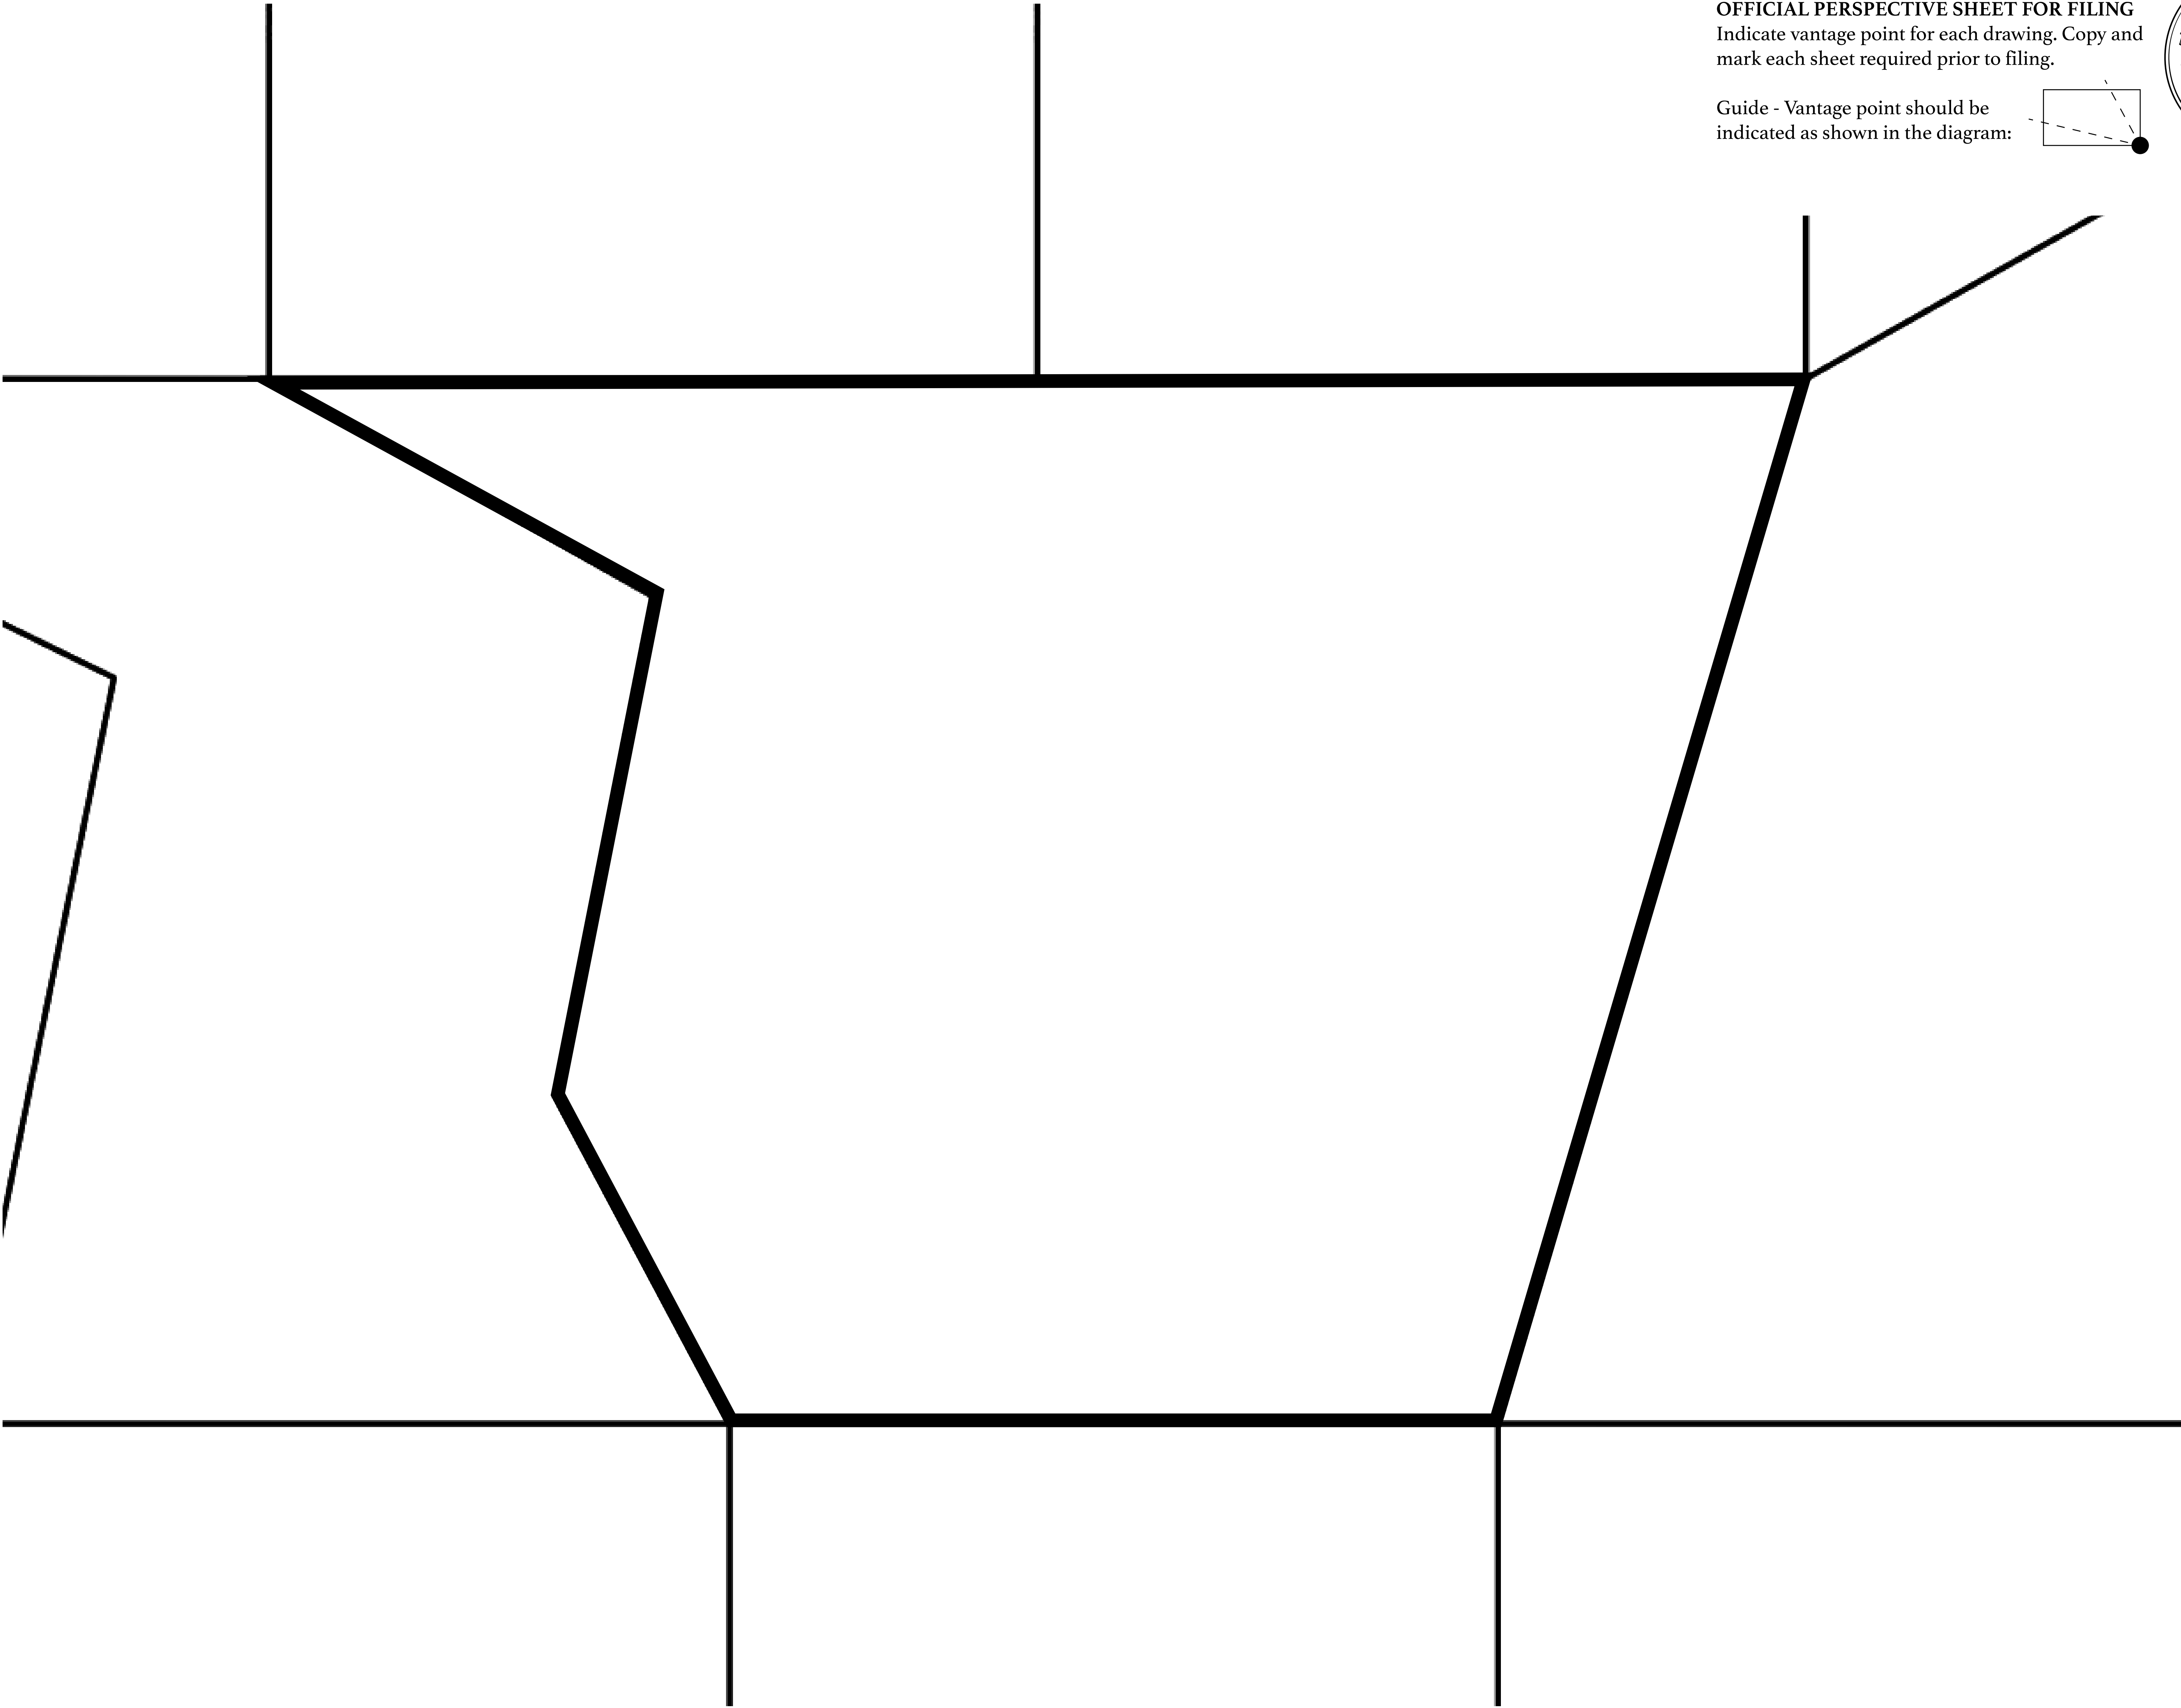 OFFICIAL PERSPECTIVE SHEET FOR FILING
Indicate vantage point for each drawing. Copy and
mark each sheet required prior to filing.
Guide - Vantage point should be
indicated as shown in the diagram: